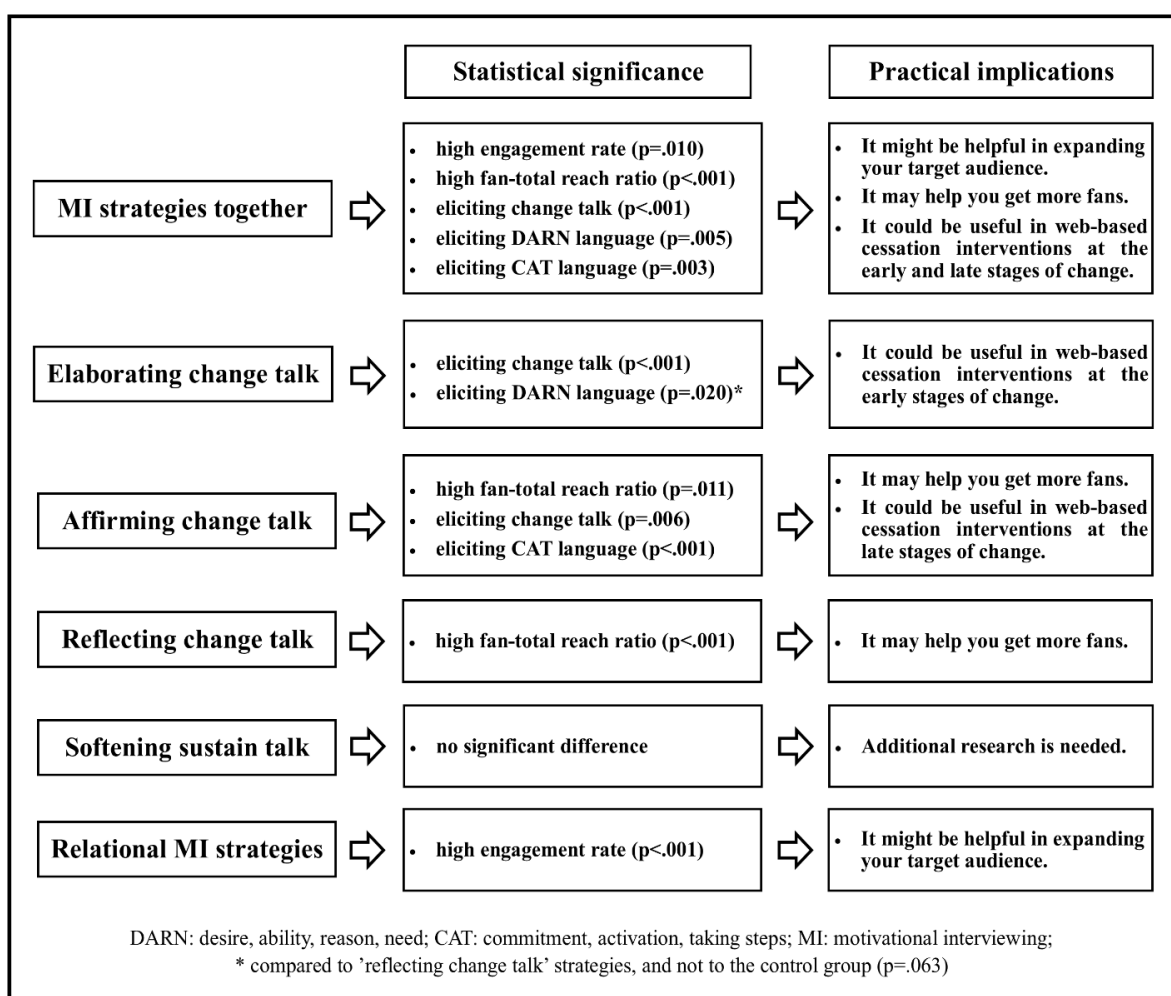 Statistical significance
Practical implications
MI strategies together
• high engagement rate (p=.010)
• high fan-total reach ratio (p<.001)
• eliciting change talk (p<.001)
• eliciting DARN language (p=.005)
• eliciting CAT language (p=.003)
• It might be helpful in expanding
your target audience.
• It may help you get more fans.
• It could be useful in web-based
cessation interventions at the
early and late stages of change.
Elaborating change talk
• eliciting change talk (p<.001)
• eliciting DARN language (p=.020)*
• It could be useful in web-based
cessation interventions at the
early stages of change.
Affirming change talk
• high fan-total reach ratio (p=.011)
• eliciting change talk (p=.006)
• eliciting CAT language (p<.001)
• It may help you get more fans.
• It could be useful in web-based
cessation interventions at the
late stages of change.
Reflecting change talk
• high fan-total reach ratio (p<.001)
• It may help you get more fans.
Softening sustain talk
• no significant difference
• Additional research is needed.
Relational MI strategies
• high engagement rate (p<.001)
• It might be helpful in expanding
your target audience.
DARN: desire, ability, reason, need; CAT: commitment, activation, taking steps; MI: motivational interviewing;
* compared to ’reflecting change talk’ strategies, and not to the control group (p=.063)